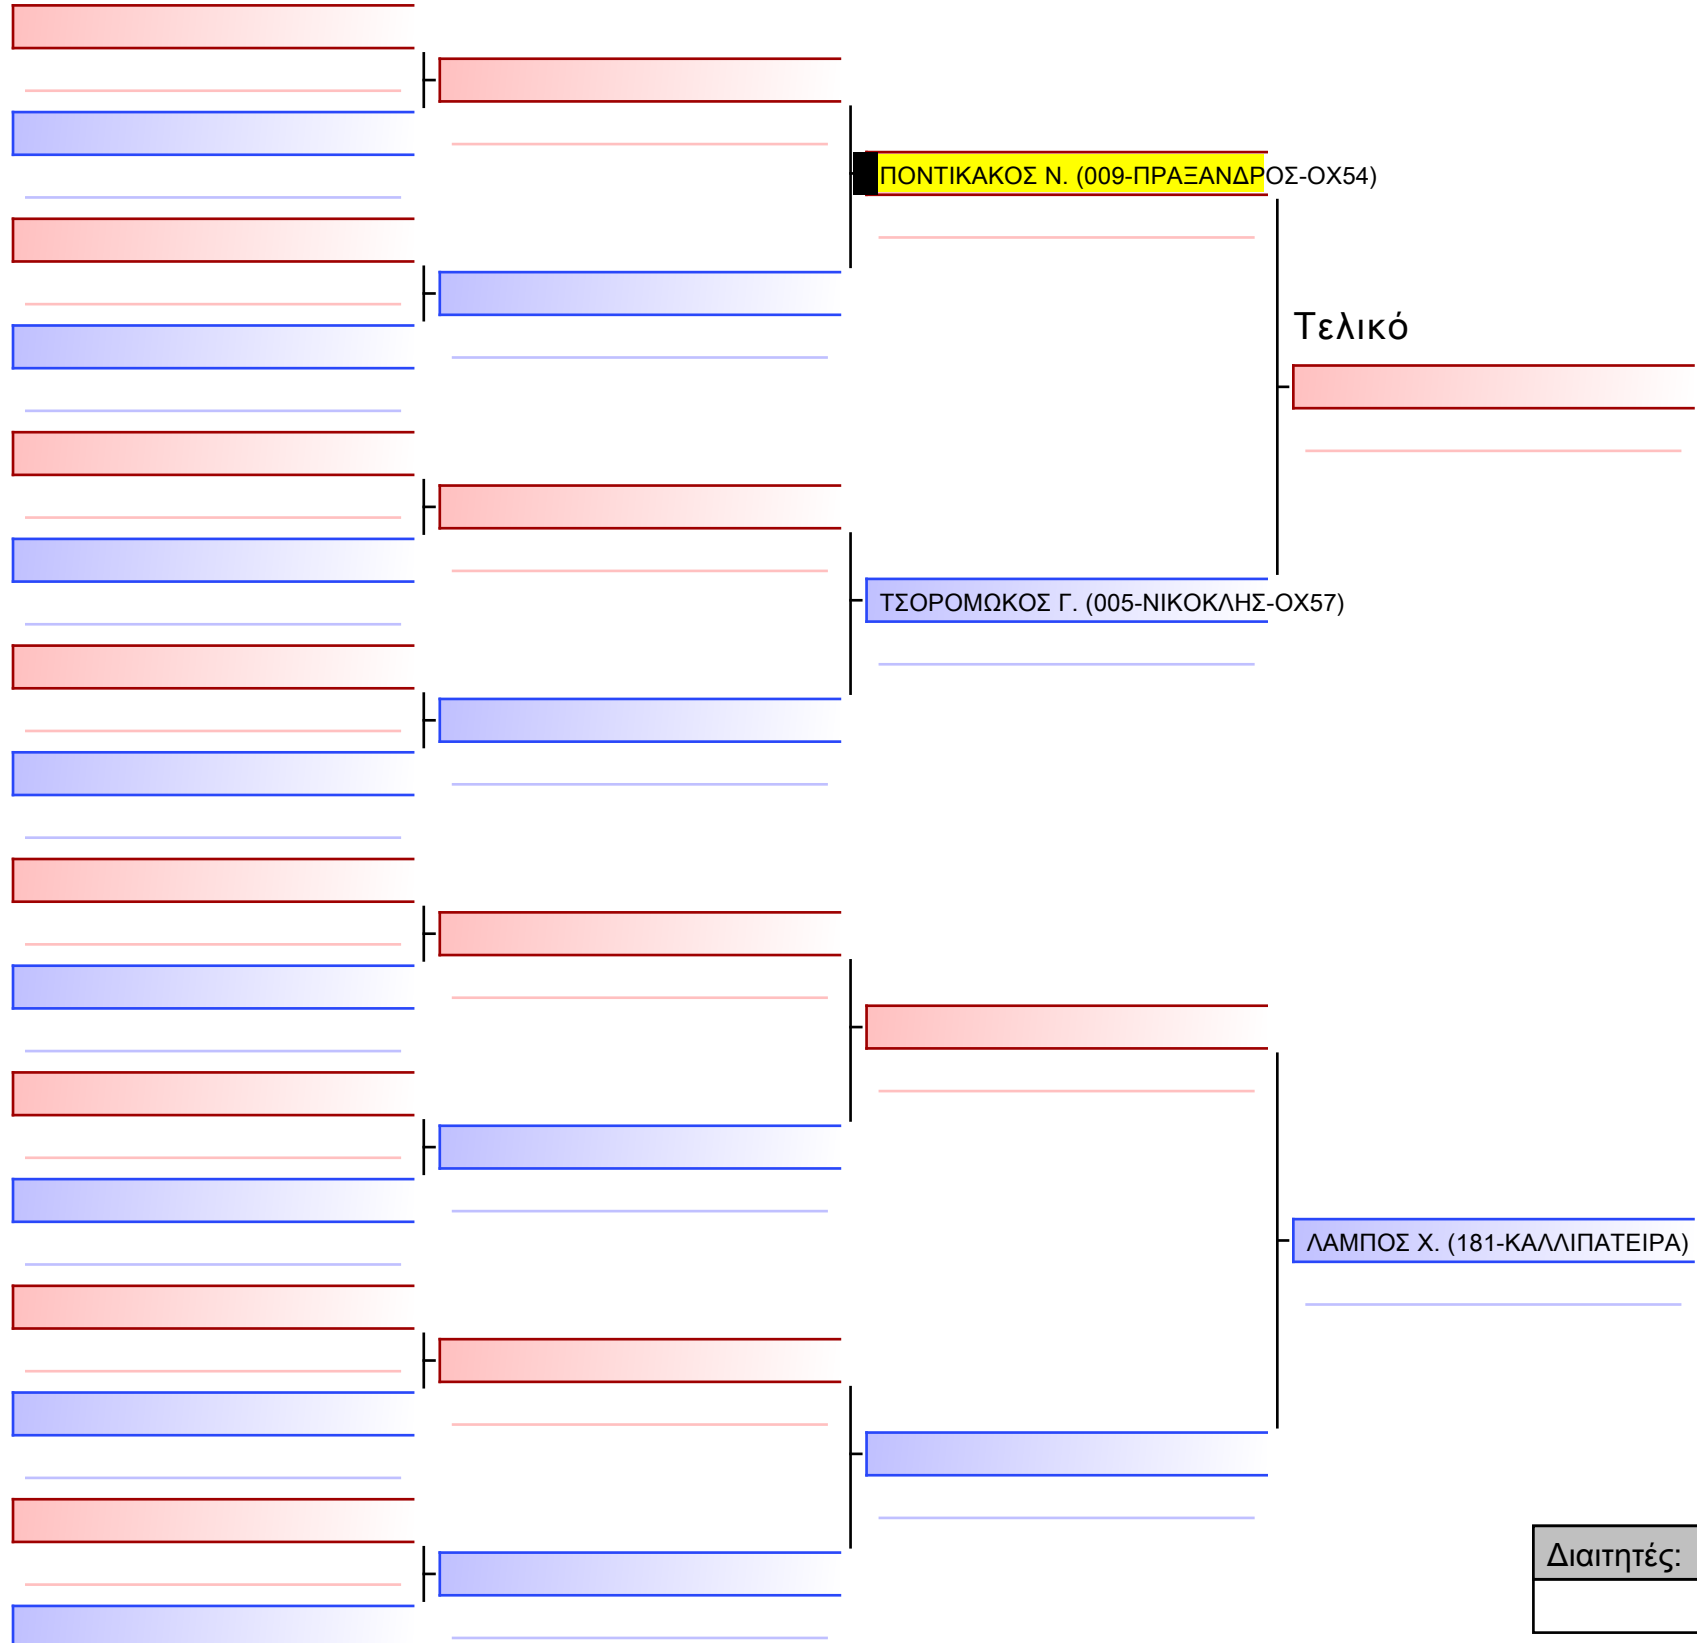 ΠΟΝΤΙΚΑΚΟΣ Ν. (009-ΠΡΑΞΑΝΔΡΟΣ-ΟΧ54)
Τελικό
ΤΣΟΡΟΜΩΚΟΣ Γ. (005-ΝΙΚΟΚΛΗΣ-ΟΧ57)
ΛΑΜΠΟΣ Χ. (181-ΚΑΛΛΙΠΑΤΕΙΡΑ)
Διαιτητές: